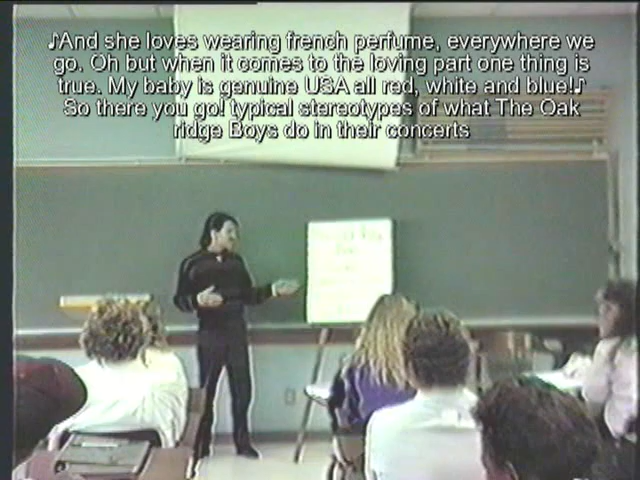 ♪And she loves wearing french perfume, everywhere we
go. Oh but when it comes to the loving part one thing is
true. My baby is genuine USA all red, white and blue!♪
So there you go! typical stereotypes of what The Oak
ridge Boys do in their concerts